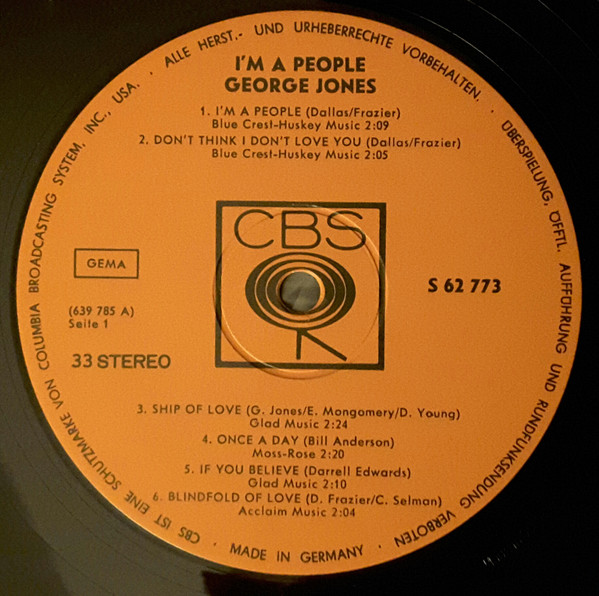 I'M A PEOPLE
GEORGE JONES
1. I'M A PEOPLE (Dallas/Frazier)
Blue Crest-Huskey Music 2:09
2. DON'T THINK I DON'T LOVE YOU (Dallas/Frazier)
Blue Crest-Huskey Music 2:05
CBS
GEMA
S 62 773
(639 785 A)
Seite 1
33 STEREO
3. SHIP OF LOVE (G. Jones/E. Mongomery/D. Young)
Glad Music 2:24
4. ONCE A DAY (Bill Anderson)
Moss-Rose 2:20
5. IF YOU BELIEVE (Darrell Edwards)
Glad Music 2:10
6. BLINDFOLD OF LOVE (D. Frazier/C. Selman)
Acclaim Music 2:04
CBS IST EINE SCHUTZMARKE VON COLUMBIA BROADCASTING SYSTEM, INC., USA. · ALLE HERST.- UND URHEBERRECHTE VORBEHALTEN. · ÜBERSPIELUNG, ÖFFTL. AUFFÜHRUNG UND RUNDFUNKSENDUNG VERBOTEN · MADE IN GERMANY ·